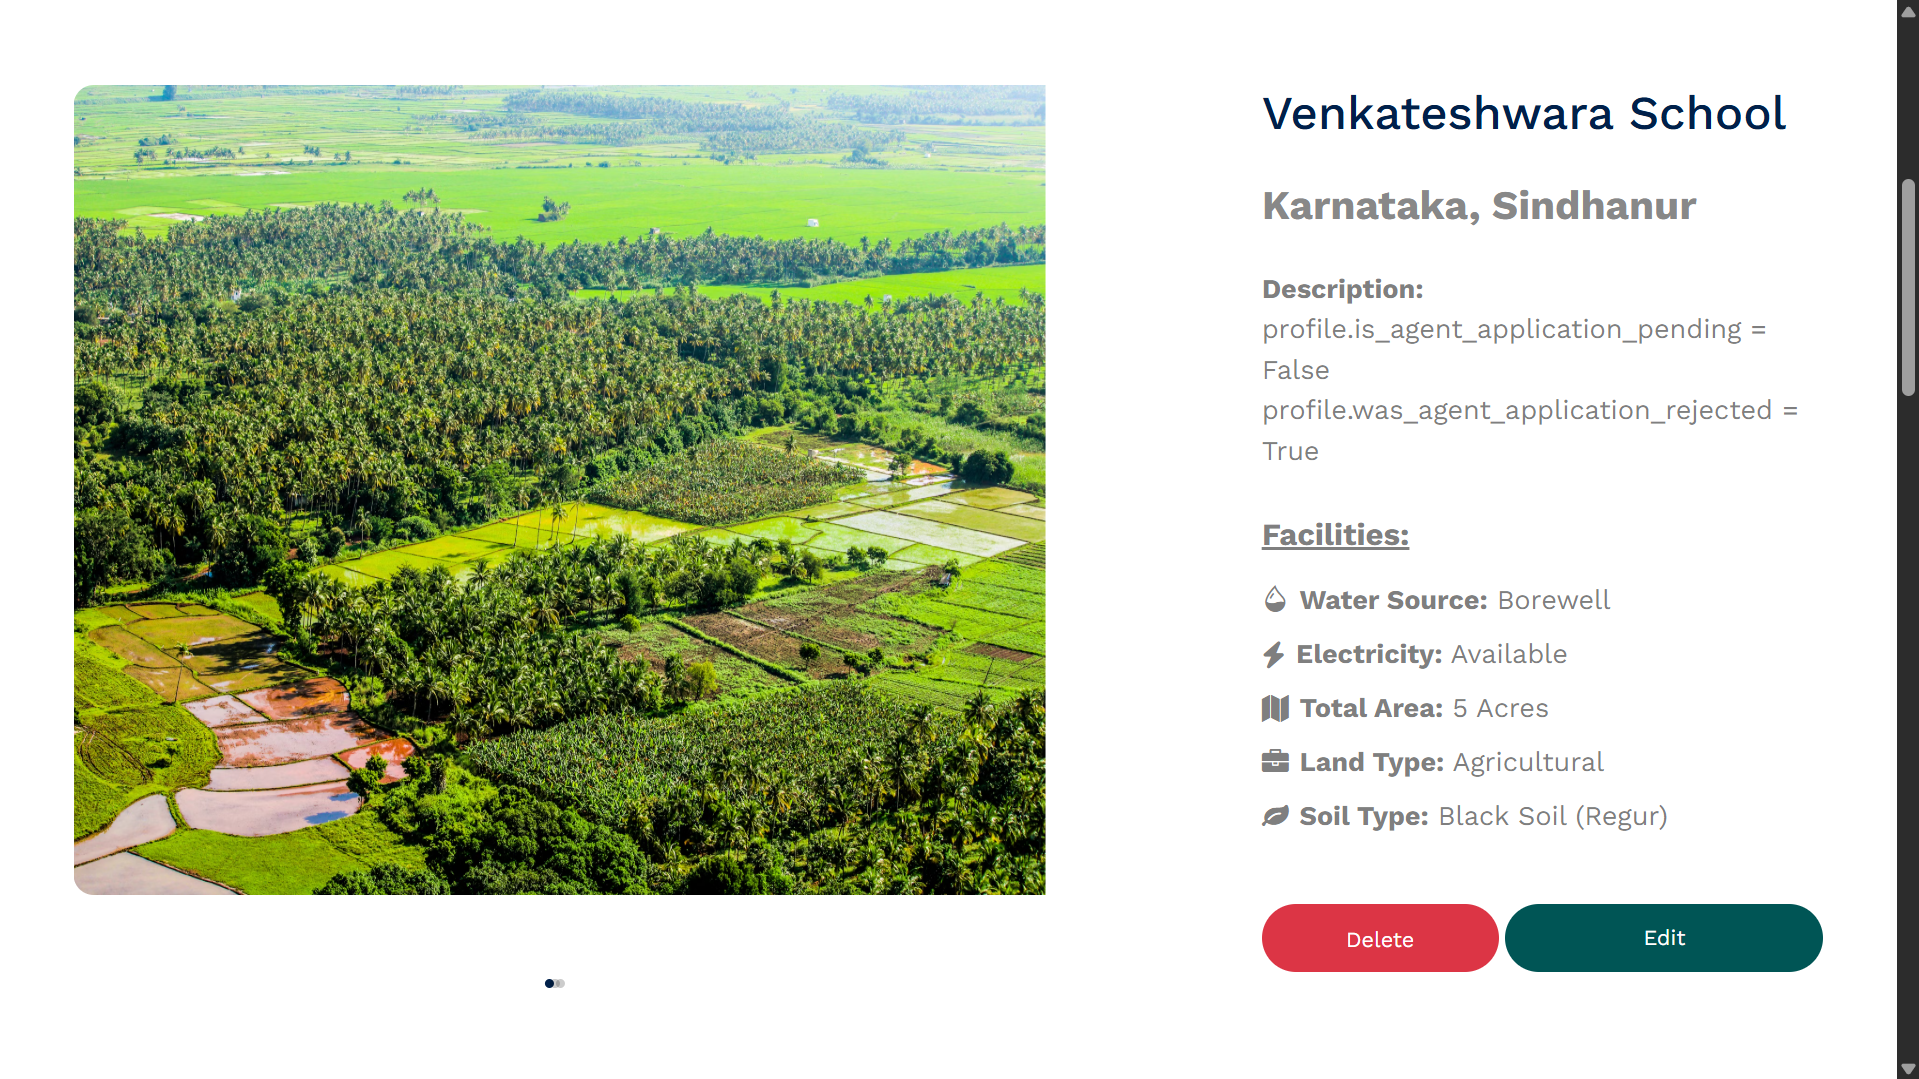 Venkateshwara School
Karnataka, Sindhanur
Description:
profile.is_agent_application_pending =
False
profile.was_agent_application_rejected =
True
Facilities:
Water Source: Borewell
Electricity: Available
Total Area: 5 Acres
Land Type: Agricultural
Soil Type: Black Soil (Regur)
Delete
Edit